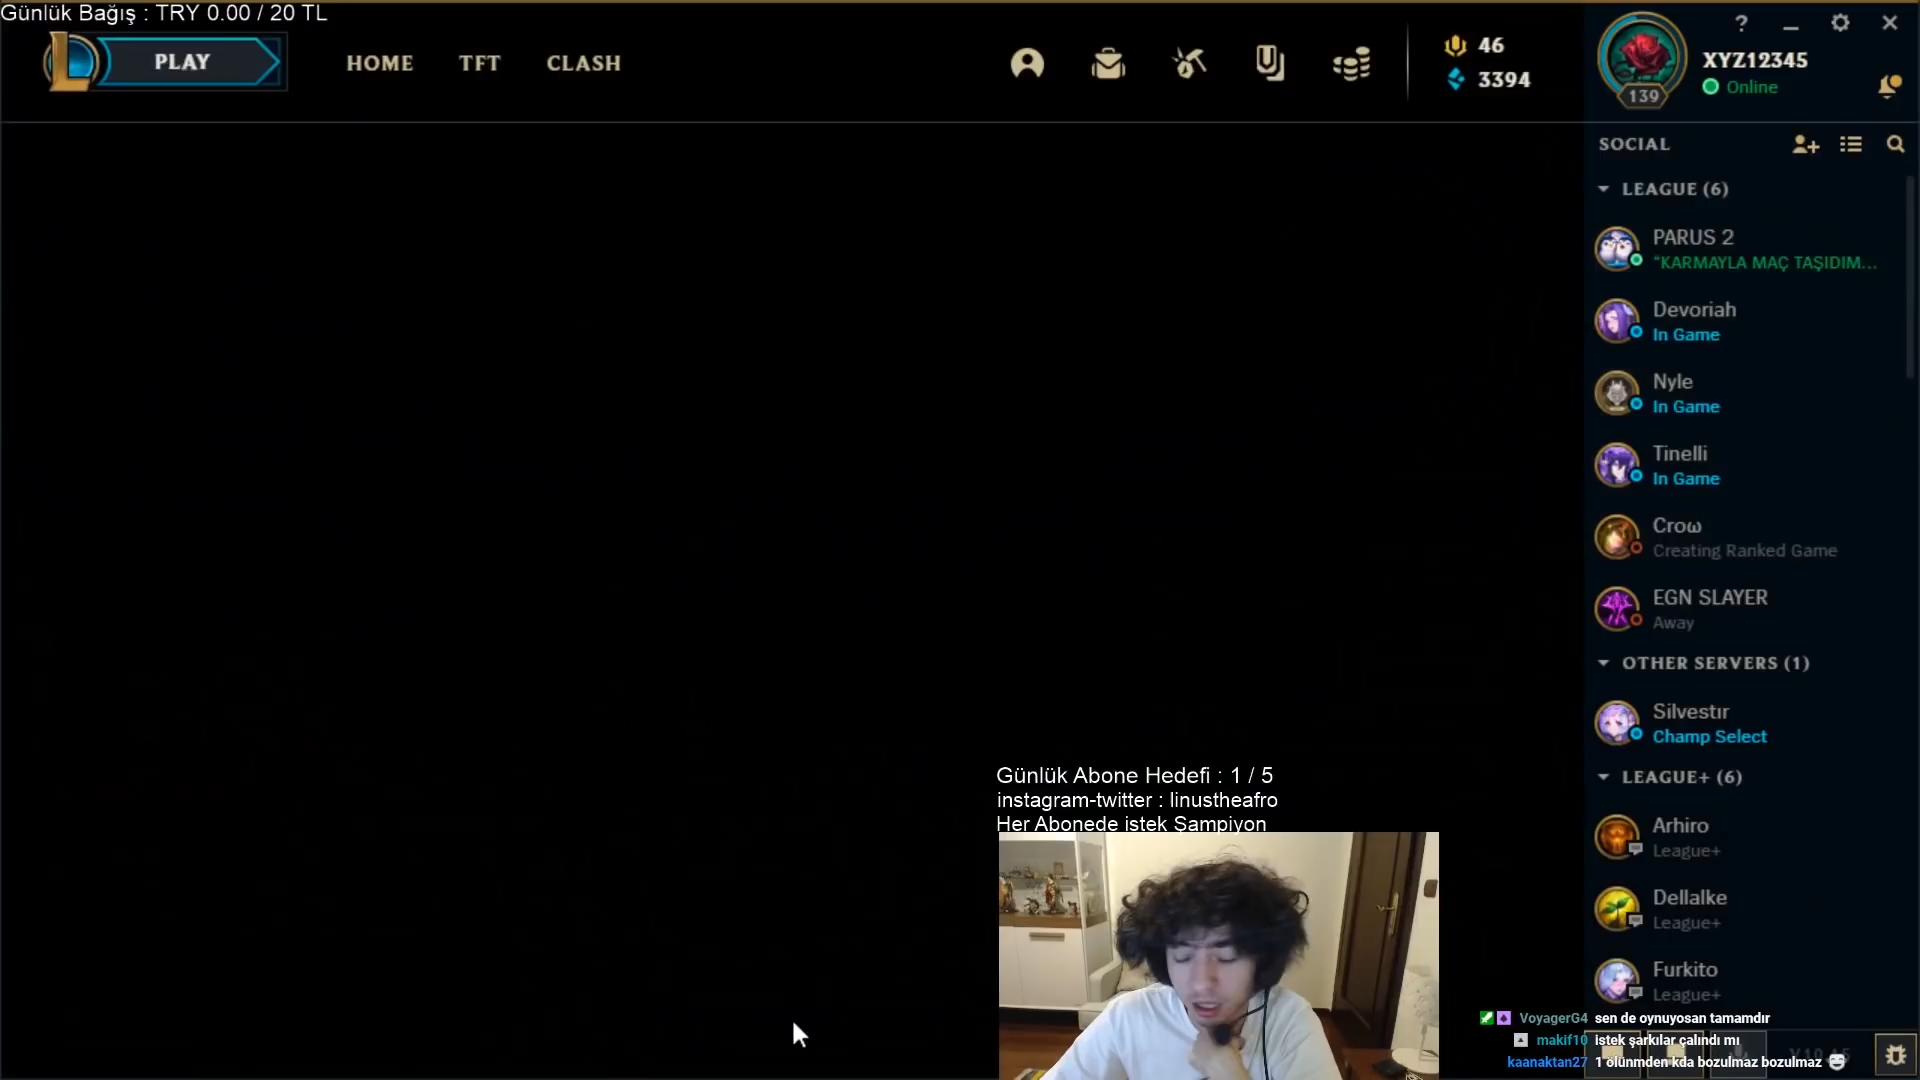 Günlük Bağış : TRY 0.00 / 20 TL
PLAY
HOME
TFT
CLASH
46
3394
139
XYZ12345
Online
SOCIAL
LEAGUE (6)
PARUS 2
“KARMAYLA MAÇ TAŞIDIM...
Devoriah
In Game
Nyle
In Game
Tinelli
In Game
Croω
Creating Ranked Game
EGN SLAYER
Away
OTHER SERVERS (1)
Silvestır
Champ Select
LEAGUE+ (6)
Arhiro
League+
Dellalke
League+
Furkito
League+
Günlük Abone Hedefi : 1 / 5
instagram-twitter : linustheafro
Her Abonede istek Şampiyon
VoyagerG4 sen de oynuyosan tamamdır
makif10 istek şarkılar çalındı mı
kaanaktan27 1 ölünmden kda bozulmaz bozulmaz